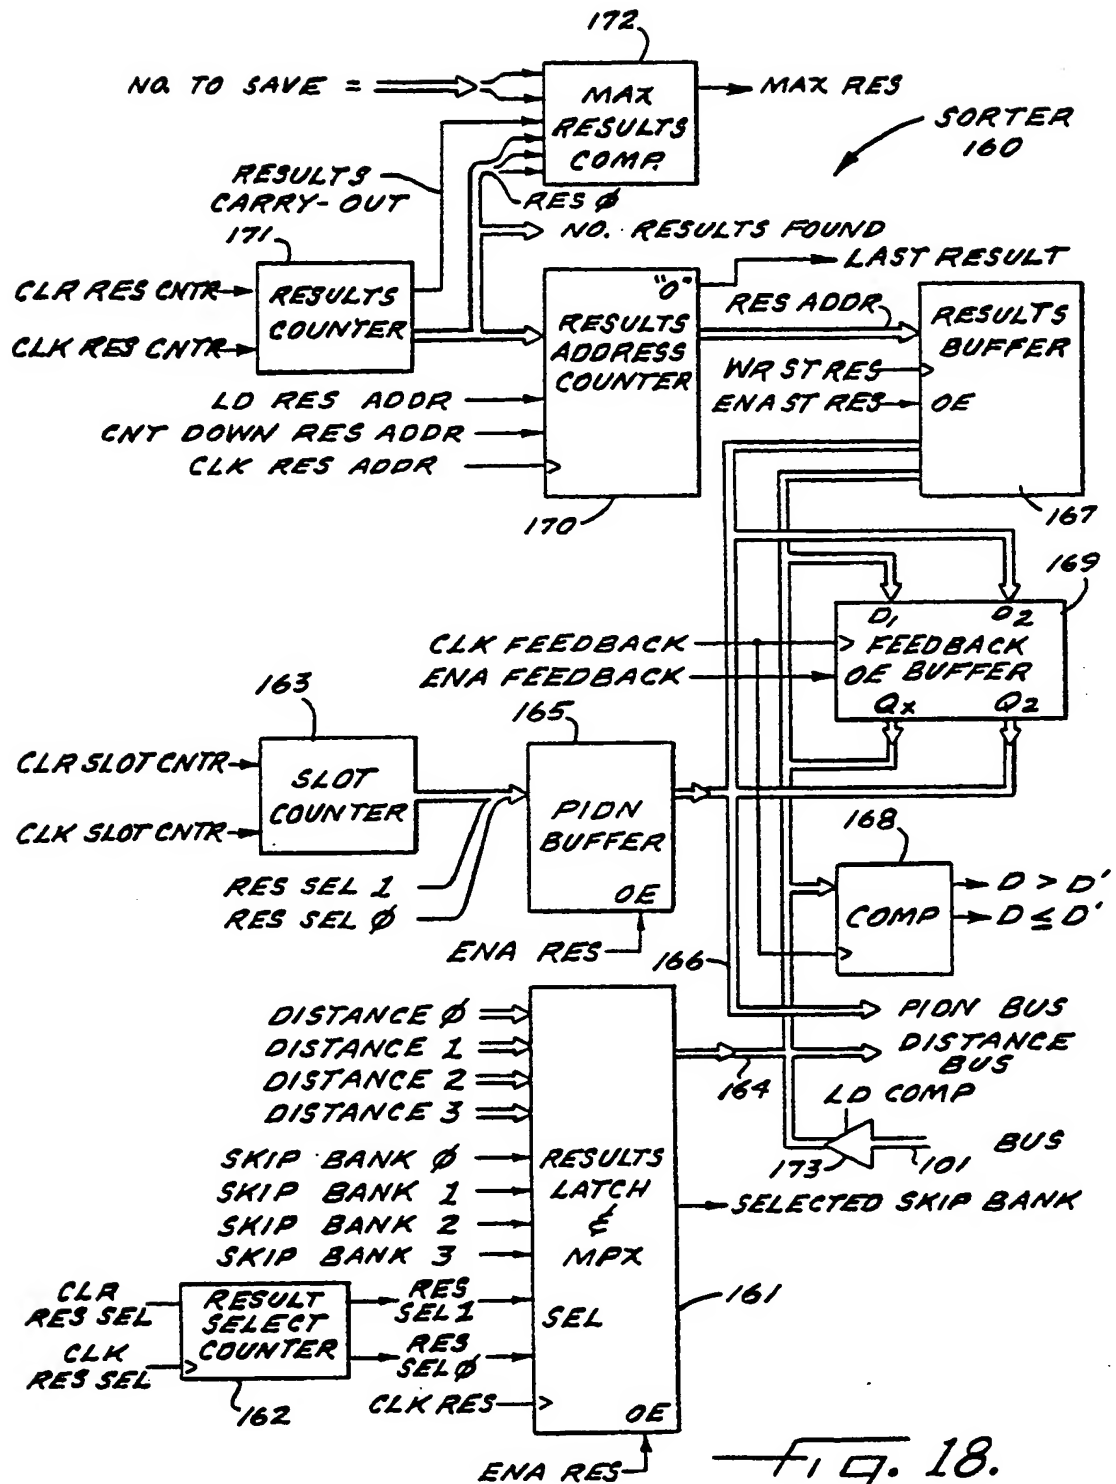 172
NO. TO SAVE =
MAX
RESULTS
COMP.
MAX RES
SORTER
160
RESULTS
CARRY-OUT
RES Ø
NO. RESULTS FOUND
171
CLR RES CNTR
CLK RES CNTR
RESULTS
COUNTER
"0"
LAST RESULT
RESULTS
ADDRESS
COUNTER
RES ADDR
RESULTS
BUFFER
WR ST RES
ENA ST RES
OE
LD RES ADDR
CNT DOWN RES ADDR
CLK RES ADDR
170
167
169
D1 D2
CLK FEEDBACK
FEEDBACK
ENA FEEDBACK
OE BUFFER
Qx Q2
163
165
CLR SLOT CNTR
CLK SLOT CNTR
SLOT
COUNTER
PIDN
BUFFER
OE
RES SEL 1
RES SEL Ø
ENA RES
168
COMP
D > D'
D ≤ D'
166
PIDN BUS
DISTANCE
BUS
164
DISTANCE Ø
DISTANCE 1
DISTANCE 2
DISTANCE 3
LD COMP
BUS
173
101
SKIP BANK Ø
SKIP BANK 1
SKIP BANK 2
SKIP BANK 3
RESULTS
LATCH
&
MPX
SELECTED SKIP BANK
161
CLR
RES SEL
CLK
RES SEL
RESULT
SELECT
COUNTER
162
RES
SEL 1
RES
SEL Ø
SEL
CLK RES
OE
ENA RES
FIG. 18.